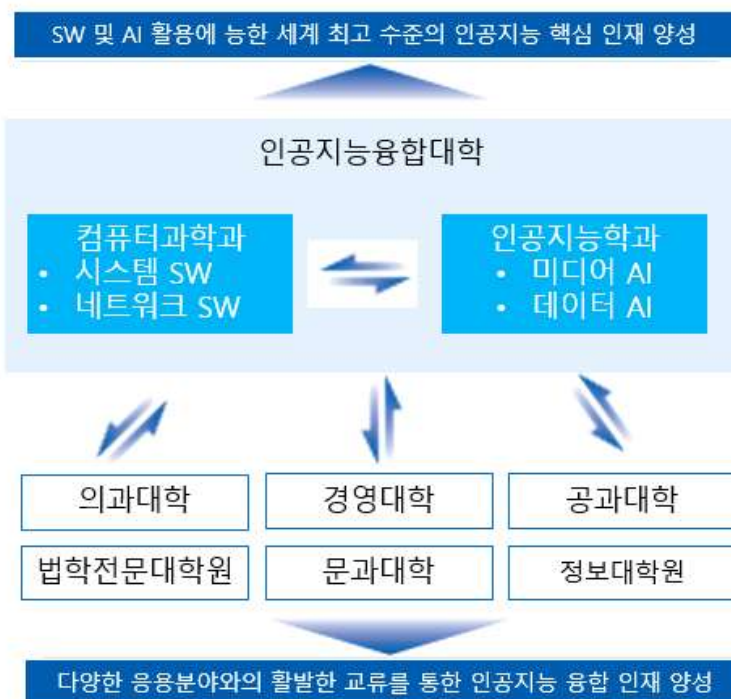 SW 및 AI 활용에 능한 세계 최고 수준의 인공지능 핵심 인재 양성
인공지능융합대학
컴퓨터과학과
• 시스템 SW
• 네트워크 SW
인공지능학과
• 미디어 AI
• 데이터 AI
의과대학
경영대학
공과대학
법학전문대학원
문과대학
정보대학원
다양한 응용분야와의 활발한 교류를 통한 인공지능 융합 인재 양성